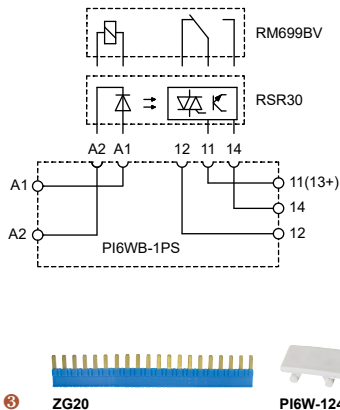 RM699BV
RSR30
A2 A1 12 11 14
A1 11(13+)
14
A2 12
PI6WB-1PS
3 ZG20 PI6W-124